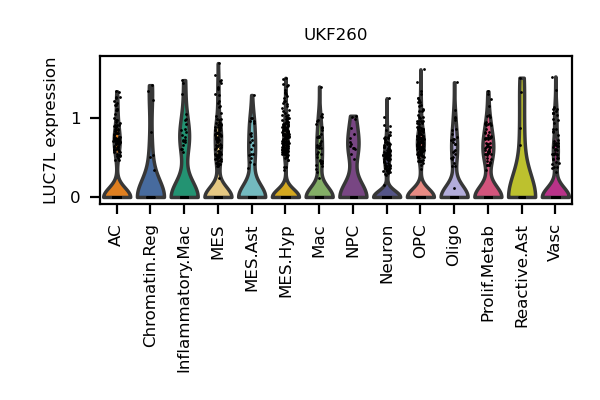 UKF260
LUC7L expression
1
0
AC
Chromatin.Reg
Inflammatory.Mac
MES
MES.Ast
MES.Hyp
Mac
NPC
Neuron
OPC
Oligo
Prolif.Metab
Reactive.Ast
Vasc